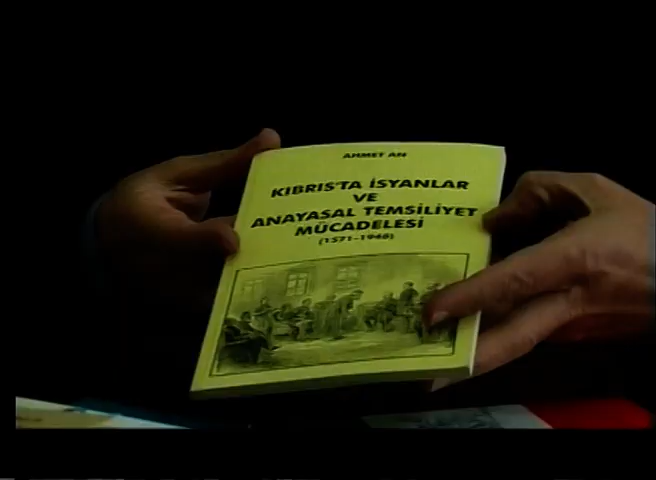 AHMET AN
KIBRIS'TA İSYANLAR
VE
ANAYASAL TEMSİLİYET
MÜCADELESİ
(1571-1948)